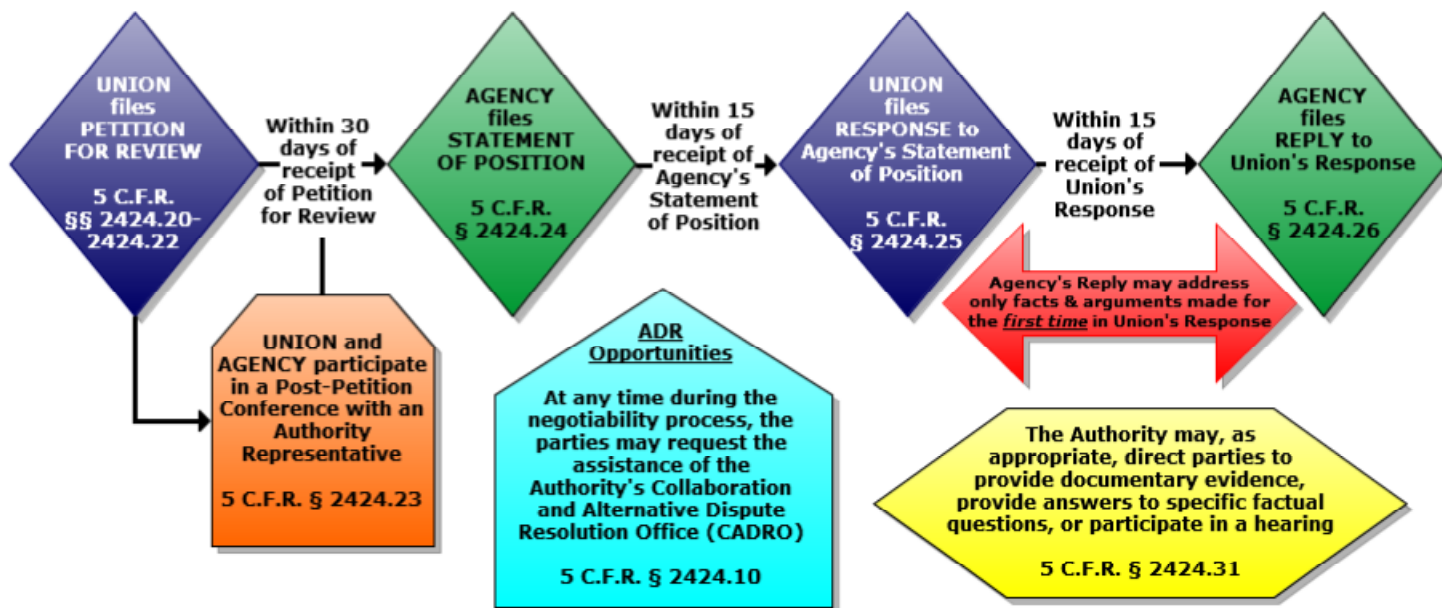 UNION
files
PETITION
FOR REVIEW
5 C.F.R.
§§ 2424.20-
2424.22
Within 30
days of
receipt
of Petition
for Review
AGENCY
files
STATEMENT
OF POSITION
5 C.F.R.
§ 2424.24
Within 15
days of
receipt of
Agency's
Statement
of Position
UNION
files
RESPONSE to
Agency's Statement
of Position
5 C.F.R.
§ 2424.25
Within 15
days of
receipt of
Union's
Response
AGENCY
files
REPLY to
Union's Response
5 C.F.R.
§ 2424.26
Agency's Reply may address
only facts & arguments made for
the first time in Union's Response
UNION and
AGENCY participate
in a Post-Petition
Conference with an
Authority
Representative
5 C.F.R. § 2424.23
ADR
Opportunities
At any time during the
negotiability process, the
parties may request the
assistance of the
Authority's Collaboration
and Alternative Dispute
Resolution Office (CADRO)
5 C.F.R. § 2424.10
The Authority may, as
appropriate, direct parties to
provide documentary evidence,
provide answers to specific factual
questions, or participate in a hearing
5 C.F.R. § 2424.31